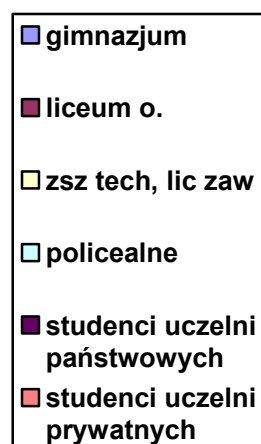 gimnazjum
liceum o.
zsz tech, lic zaw
policealne
studenci uczelni
państwowych
studenci uczelni
prywatnych